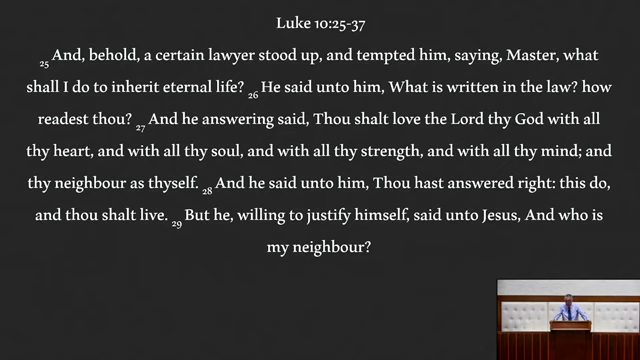 Luke 10:25-37
25 And, behold, a certain lawyer stood up, and tempted him, saying, Master, what
shall I do to inherit eternal life? 26 He said unto him, What is written in the law? how
readest thou? 27 And he answering said, Thou shalt love the Lord thy God with all
thy heart, and with all thy soul, and with all thy strength, and with all thy mind; and
thy neighbour as thyself. 28 And he said unto him, Thou hast answered right: this do,
and thou shalt live. 29 But he, willing to justify himself, said unto Jesus, And who is
my neighbour?